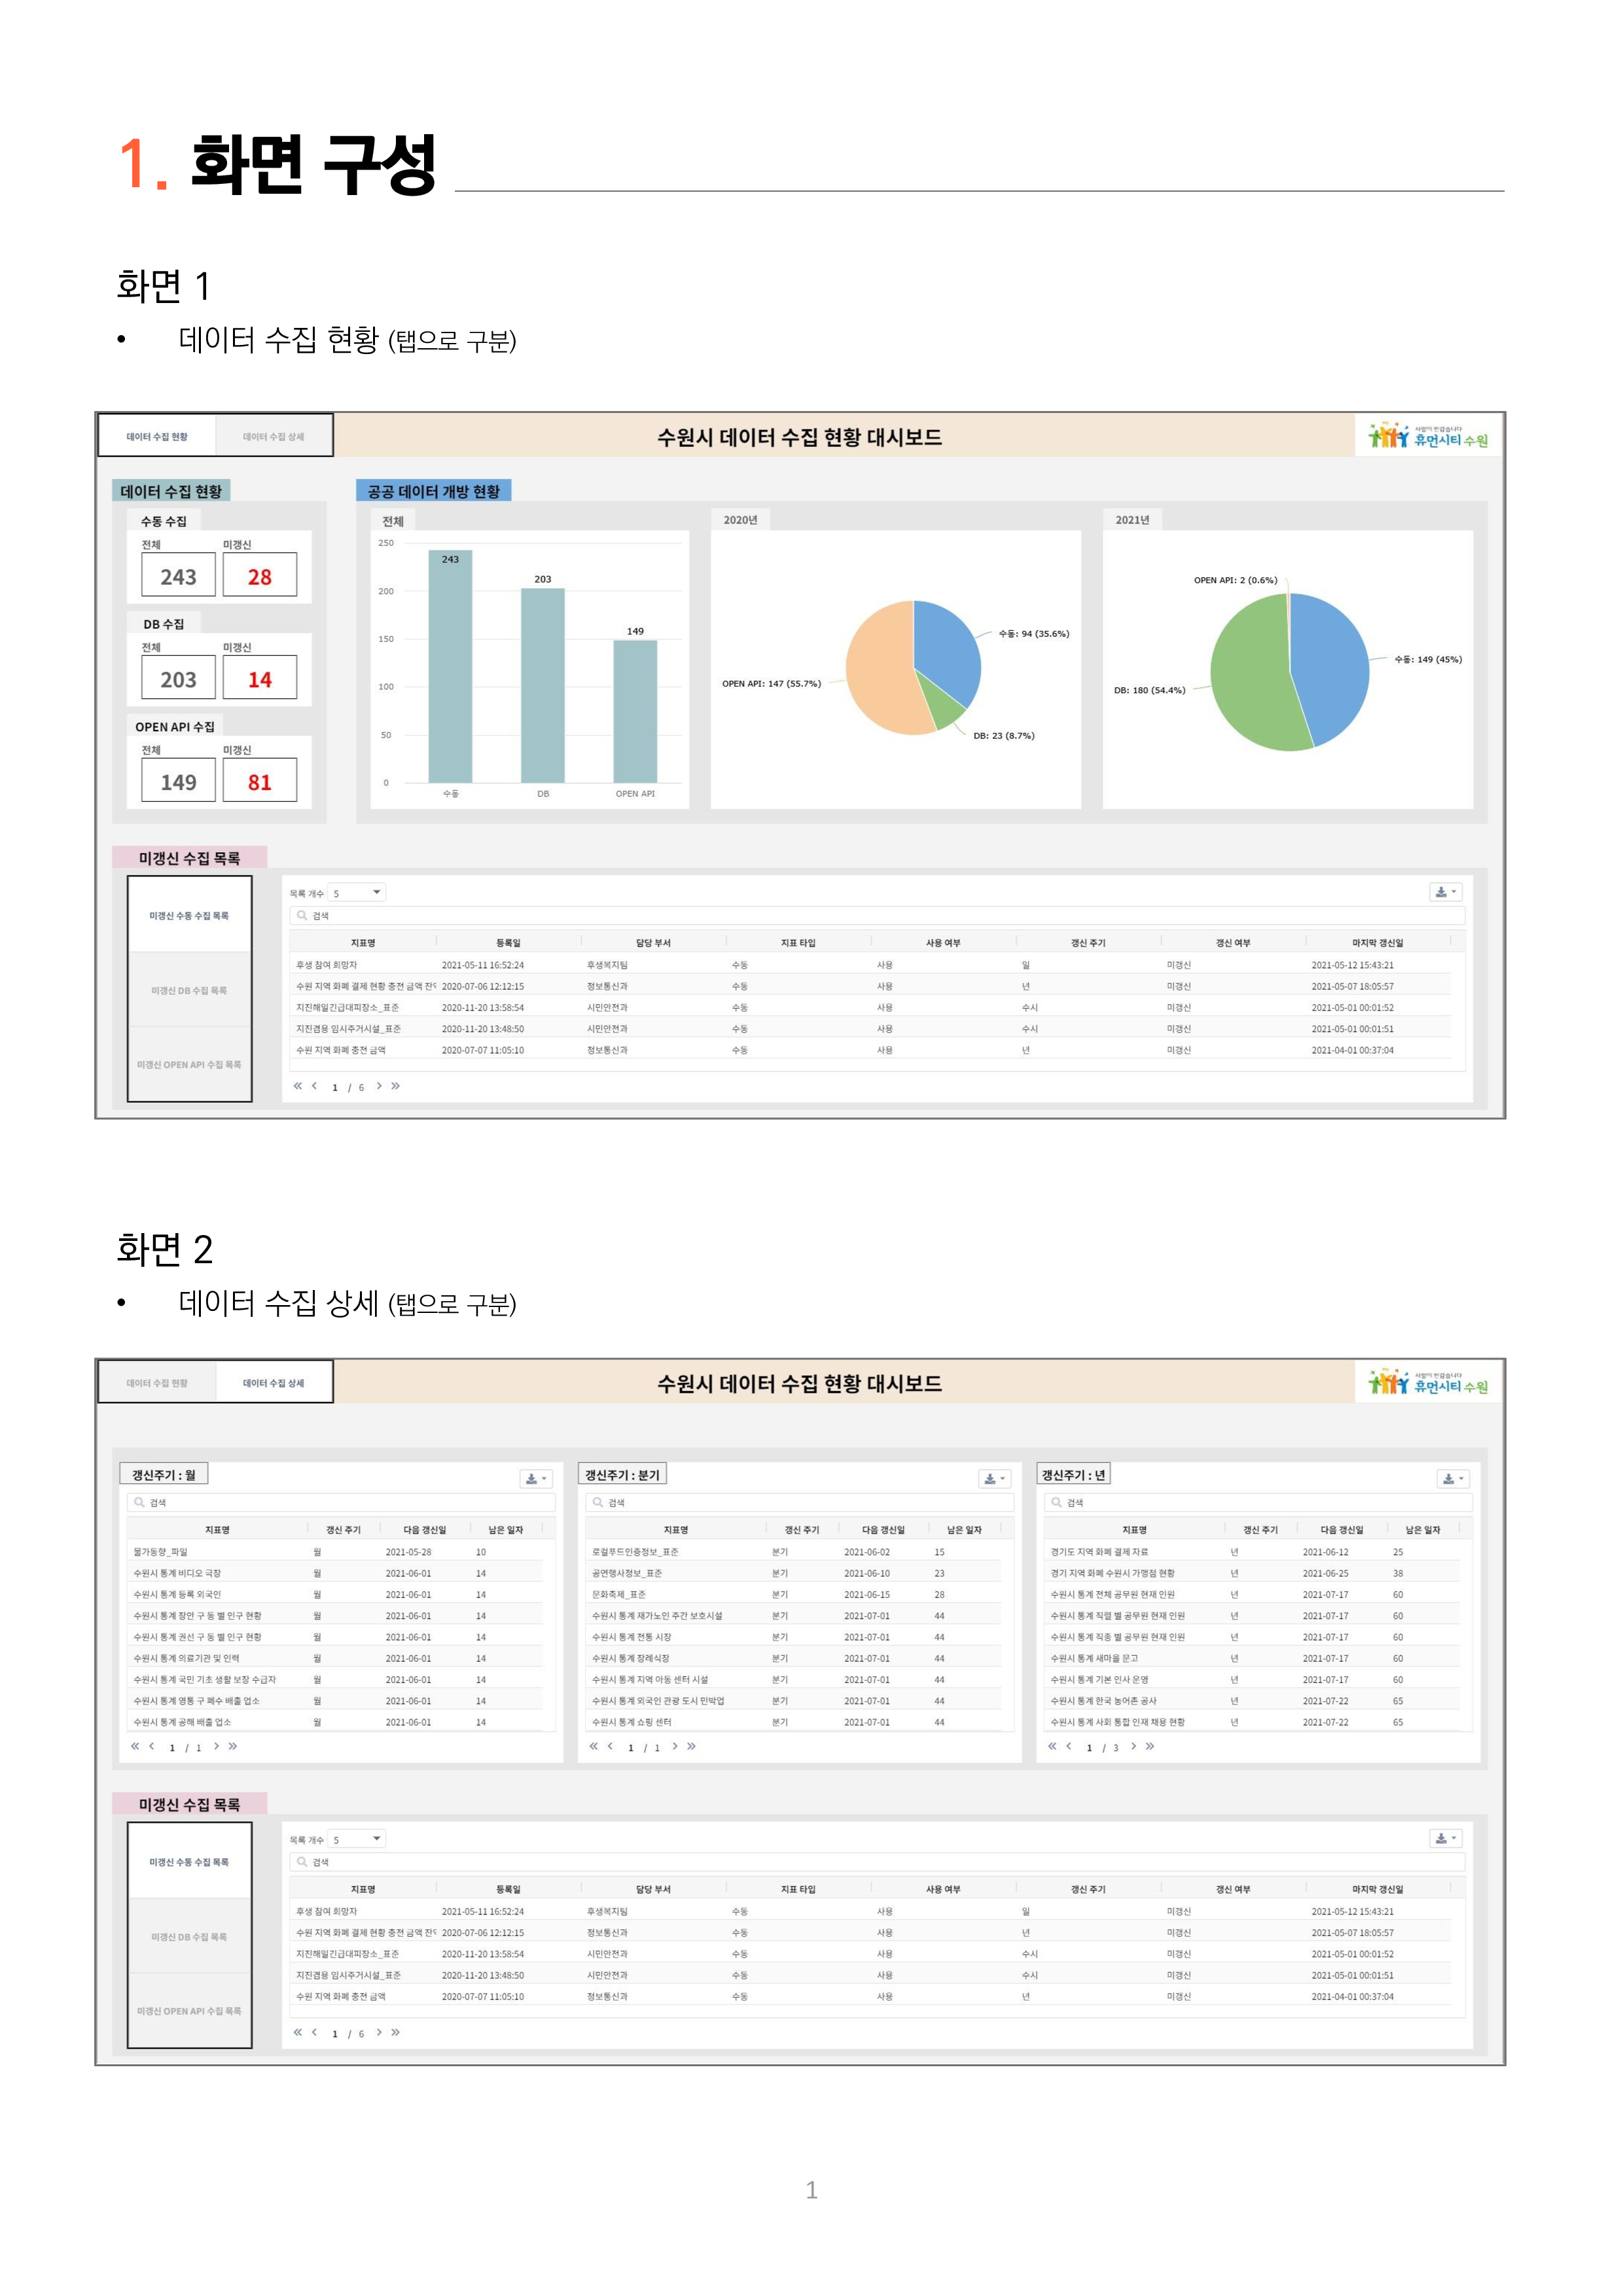 1. 화면 구성
화면 1
• 데이터 수집 현황 (탭으로 구분)
데이터 수집 현황 데이터 수집 상세 수원시 데이터 수집 현황 대시보드 사람이 반갑습니다
휴먼시티 수원
데이터 수집 현황 공공 데이터 개방 현황
수동 수집
전체 미갱신
243 28
DB 수집
전체 미갱신
203 14
OPEN API 수집
전체 미갱신
149 81
전체
250
200
150
100
50
0
243
203
149
수동 DB OPEN API
2020년
수동: 94 (35.6%)
OPEN API: 147 (55.7%)
DB: 23 (8.7%)
2021년
OPEN API: 2 (0.6%)
수동: 149 (45%)
DB: 180 (54.4%)
미갱신 수집 목록
미갱신 수동 수집 목록
미갱신 DB 수집 목록
미갱신 OPEN API 수집 목록
목록 개수 5
검색
지표명 등록일 담당 부서 지표 타입 사용 여부 갱신 주기 갱신 여부 마지막 갱신일
후생 참여 희망자 2021-05-11 16:52:24 후생복지팀 수동 사용 일 미갱신 2021-05-12 15:43:21
수원 지역 화폐 결제 현황 충전 금액 2020-07-06 12:12:15 정보통신과 수동 사용 년 미갱신 2021-05-07 18:05:57
지진해일긴급대피장소_표준 2020-11-20 13:58:54 시민안전과 수동 사용 수시 미갱신 2021-05-01 00:01:52
지진겸용 임시주거시설_표준 2020-11-20 13:48:50 시민안전과 수동 사용 수시 미갱신 2021-05-01 00:01:51
수원 지역 화폐 충전 금액 2020-07-07 11:05:10 정보통신과 수동 사용 년 미갱신 2021-04-01 00:37:04
« ‹ 1 / 6 › »
화면 2
• 데이터 수집 상세 (탭으로 구분)
데이터 수집 현황 데이터 수집 상세 수원시 데이터 수집 현황 대시보드 사람이 반갑습니다
휴먼시티 수원
갱신주기 : 월
검색
지표명 갱신 주기 다음 갱신일 남은 일자
물가동향_파일 월 2021-05-28 10
수원시 통계 비디오 극장 월 2021-06-01 14
수원시 통계 등록 외국인 월 2021-06-01 14
수원시 통계 장안 구 동 별 인구 현황 월 2021-06-01 14
수원시 통계 권선 구 동 별 인구 현황 월 2021-06-01 14
수원시 통계 의료기관 및 인력 월 2021-06-01 14
수원시 통계 국민 기초 생활 보장 수급자 월 2021-06-01 14
수원시 통계 영통 구 폐수 배출 업소 월 2021-06-01 14
수원시 통계 공해 배출 업소 월 2021-06-01 14
« ‹ 1 / 1 › »
갱신주기 : 분기
검색
지표명 갱신 주기 다음 갱신일 남은 일자
로컬푸드인증정보_표준 분기 2021-06-02 15
공연행사정보_표준 분기 2021-06-10 23
문화축제_표준 분기 2021-06-15 28
수원시 통계 재가노인 주간 보호시설 분기 2021-07-01 44
수원시 통계 전통 시장 분기 2021-07-01 44
수원시 통계 장례식장 분기 2021-07-01 44
수원시 통계 지역 아동 센터 시설 분기 2021-07-01 44
수원시 통계 외국인 관광 도시 민박업 분기 2021-07-01 44
수원시 통계 쇼핑 센터 분기 2021-07-01 44
« ‹ 1 / 1 › »
갱신주기 : 년
검색
지표명 갱신 주기 다음 갱신일 남은 일자
경기도 지역 화폐 결제 자료 년 2021-06-12 25
경기 지역 화폐 수원시 가맹점 현황 년 2021-06-25 38
수원시 통계 전체 공무원 현재 인원 년 2021-07-17 60
수원시 통계 직렬 별 공무원 현재 인원 년 2021-07-17 60
수원시 통계 직종 별 공무원 현재 인원 년 2021-07-17 60
수원시 통계 새마을 문고 년 2021-07-17 60
수원시 통계 기본 인사 운영 년 2021-07-17 60
수원시 통계 한국 농어촌 공사 년 2021-07-22 65
수원시 통계 사회 통합 인재 채용 현황 년 2021-07-22 65
« ‹ 1 / 3 › »
미갱신 수집 목록
미갱신 수동 수집 목록
미갱신 DB 수집 목록
미갱신 OPEN API 수집 목록
목록 개수 5
검색
지표명 등록일 담당 부서 지표 타입 사용 여부 갱신 주기 갱신 여부 마지막 갱신일
후생 참여 희망자 2021-05-11 16:52:24 후생복지팀 수동 사용 일 미갱신 2021-05-12 15:43:21
수원 지역 화폐 결제 현황 충전 금액 2020-07-06 12:12:15 정보통신과 수동 사용 년 미갱신 2021-05-07 18:05:57
지진해일긴급대피장소_표준 2020-11-20 13:58:54 시민안전과 수동 사용 수시 미갱신 2021-05-01 00:01:52
지진겸용 임시주거시설_표준 2020-11-20 13:48:50 시민안전과 수동 사용 수시 미갱신 2021-05-01 00:01:51
수원 지역 화폐 충전 금액 2020-07-07 11:05:10 정보통신과 수동 사용 년 미갱신 2021-04-01 00:37:04
« ‹ 1 / 6 › »
1